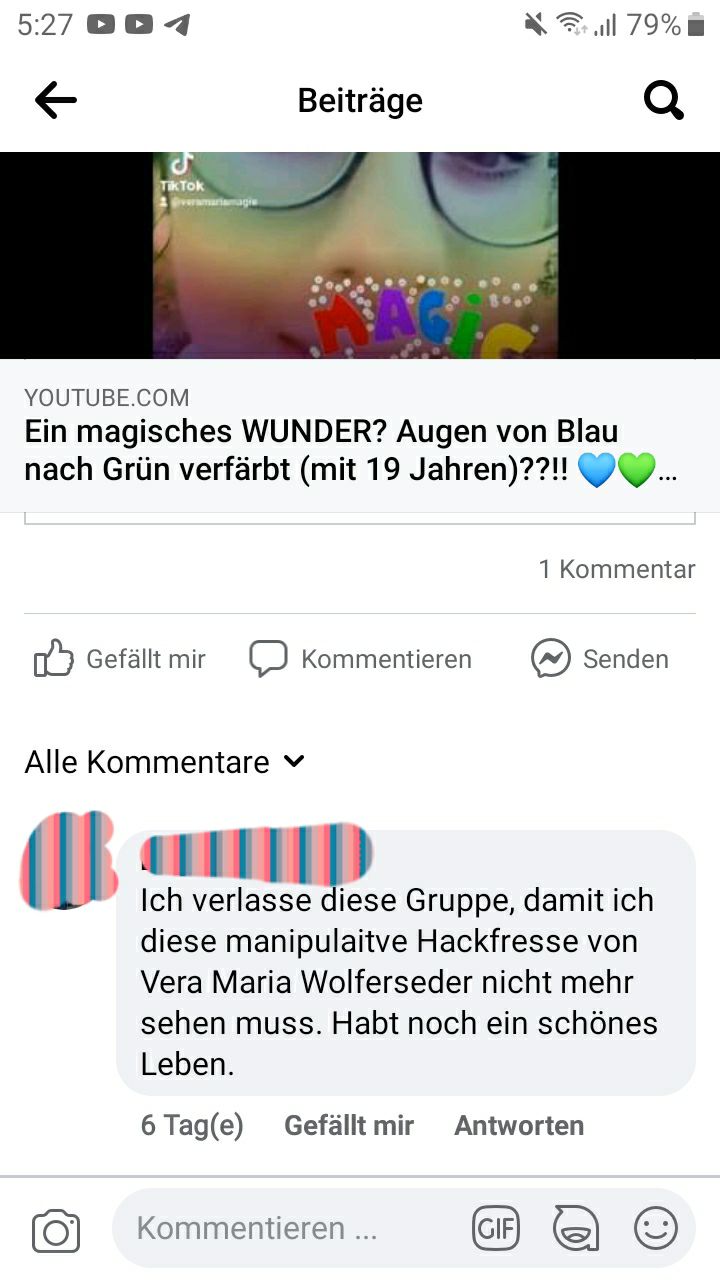 5:27 79%
Beiträge
TikTok
@veramariamagie
MAGIC
YOUTUBE.COM
Ein magisches WUNDER? Augen von Blau
nach Grün verfärbt (mit 19 Jahren)??!! 💙💚...
1 Kommentar
Gefällt mir Kommentieren Senden
Alle Kommentare
Ich verlasse diese Gruppe, damit ich
diese manipulaitve Hackfresse von
Vera Maria Wolferseder nicht mehr
sehen muss. Habt noch ein schönes
Leben.
6 Tag(e) Gefällt mir Antworten
Kommentieren ... GIF